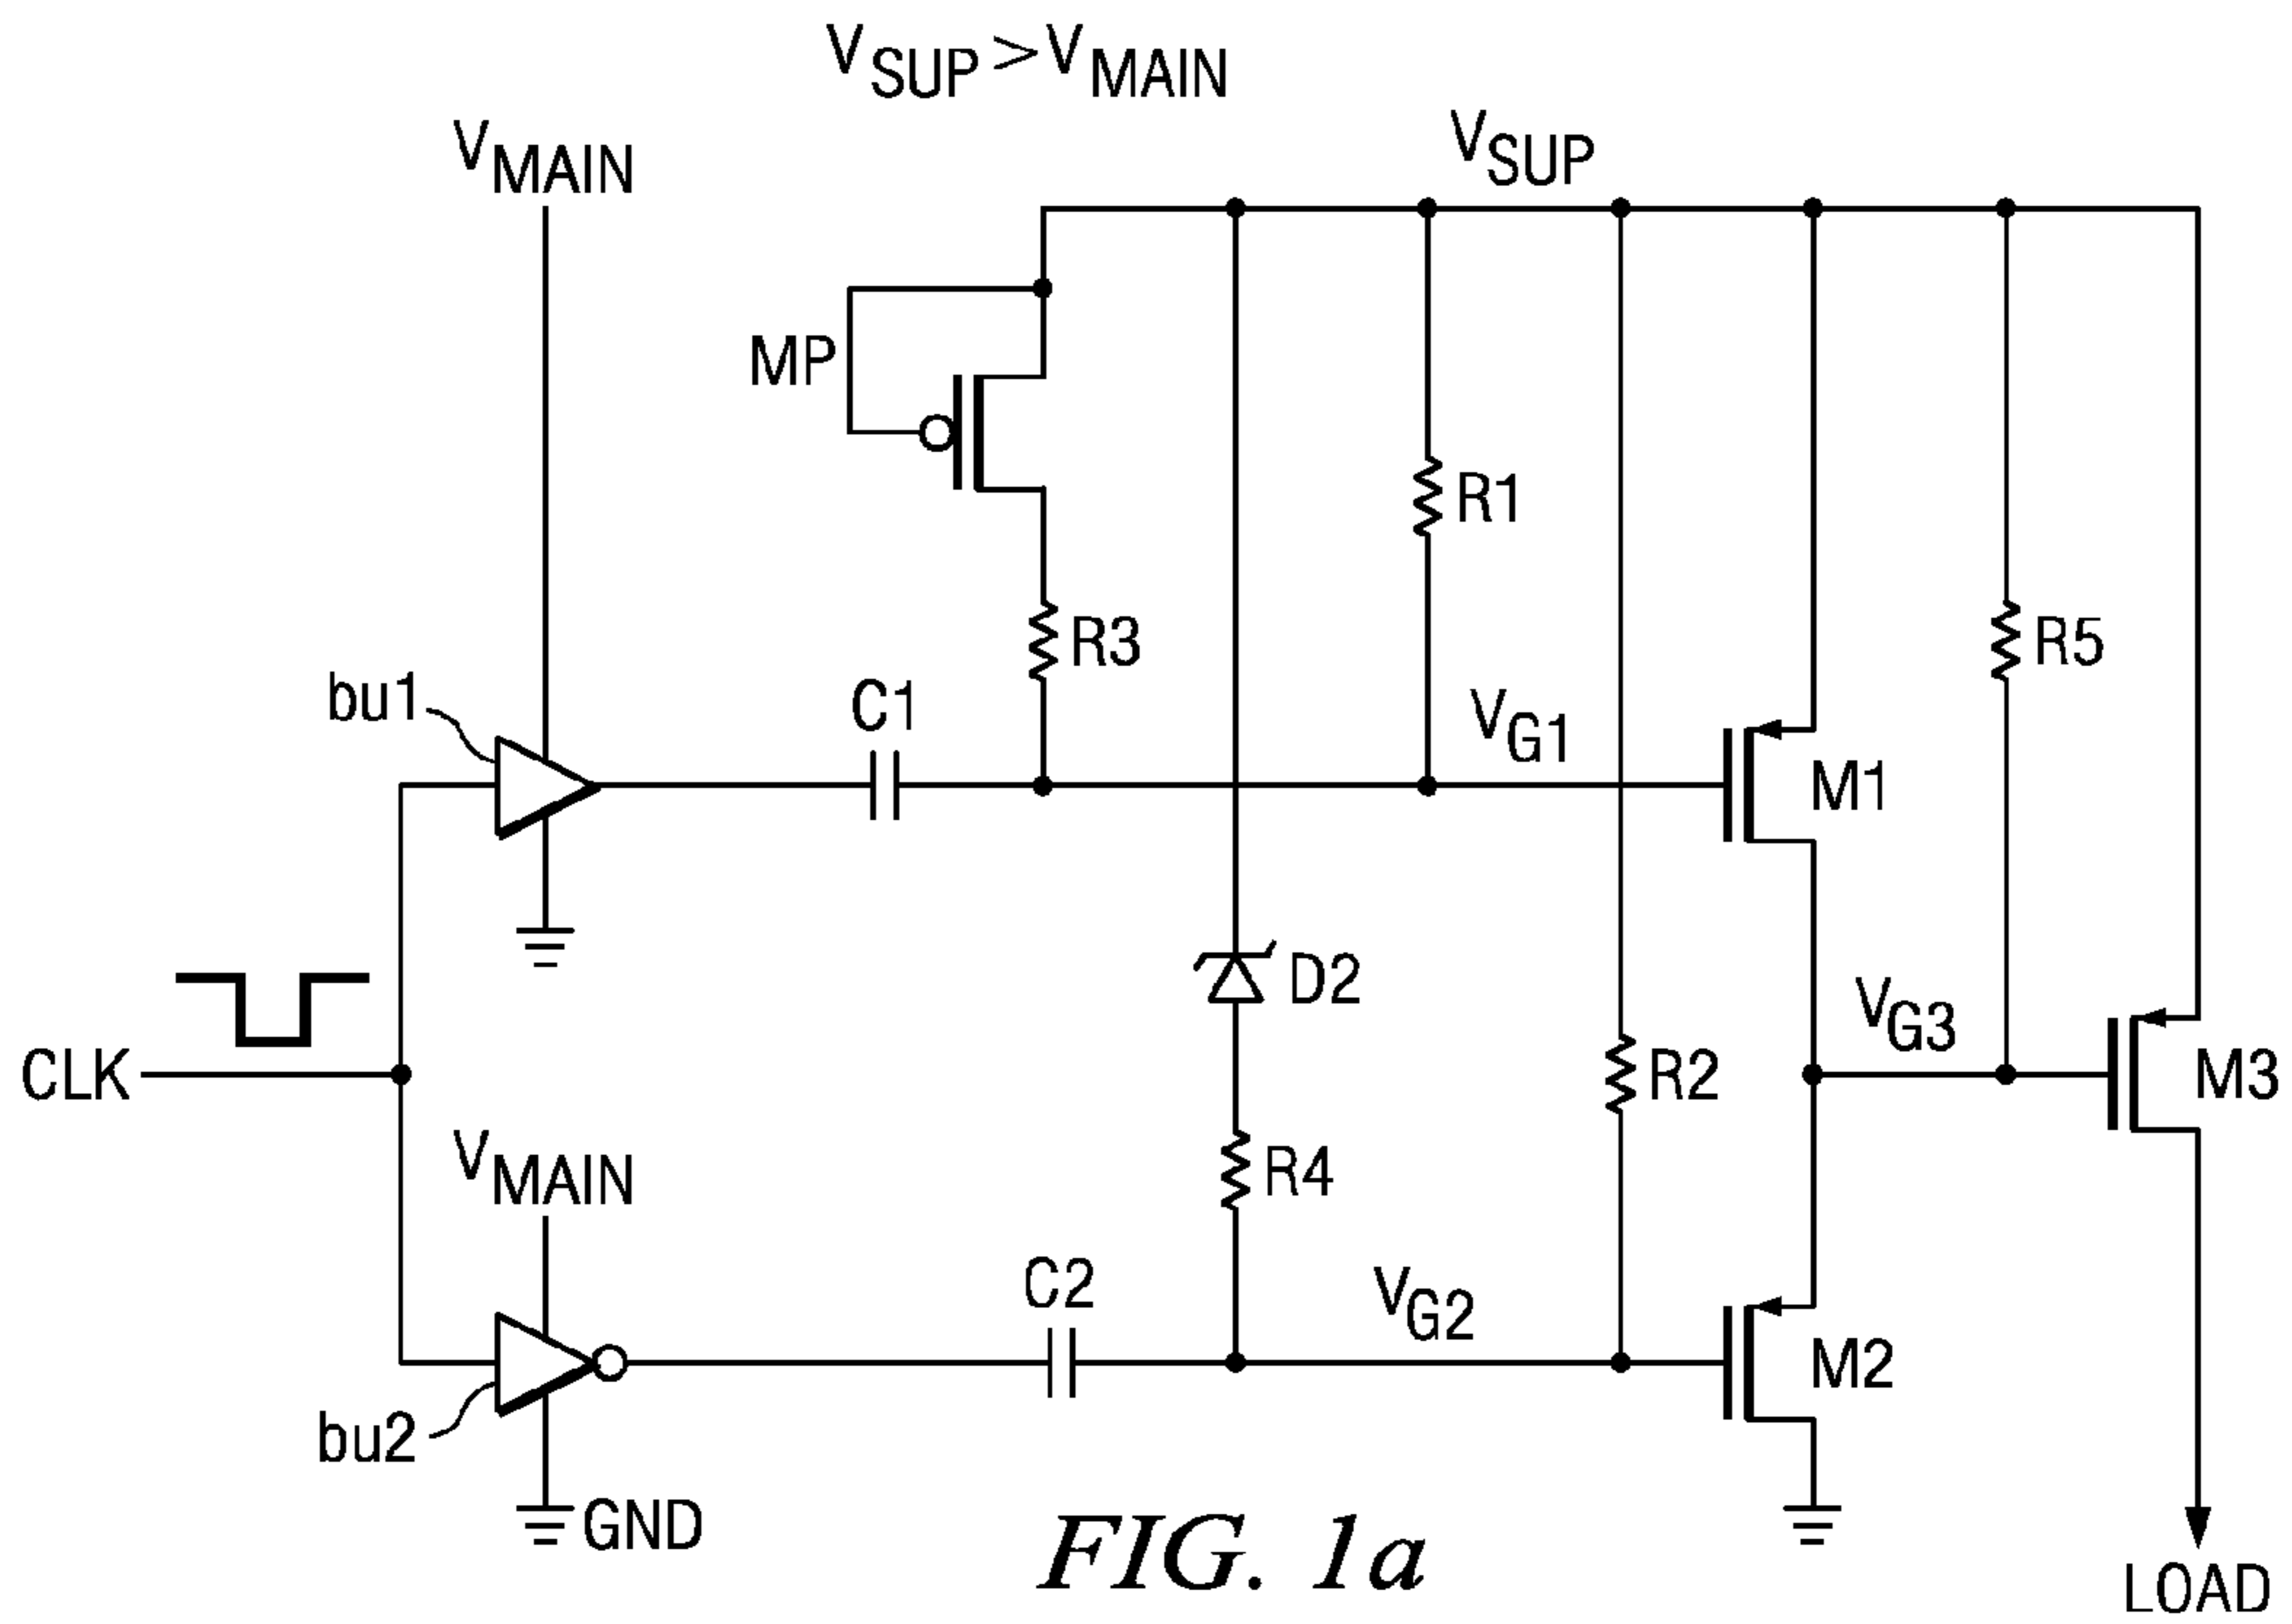 VSUP > VMAIN
VMAIN
VSUP
MP
R1
R3
R5
bu1
C1
VG1
M1
D2
VG3
CLK
R2
M3
VMAIN
R4
C2
VG2
M2
bu2
GND
FIG. 1a
LOAD